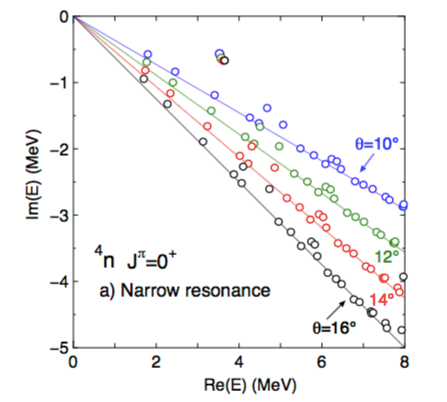 0
−1
−2
−3
−4
−5
Im(E) (MeV)
θ=10°
12°
14°
θ=16°
⁴n Jπ=0⁺
a) Narrow resonance
0 2 4 6 8
Re(E) (MeV)